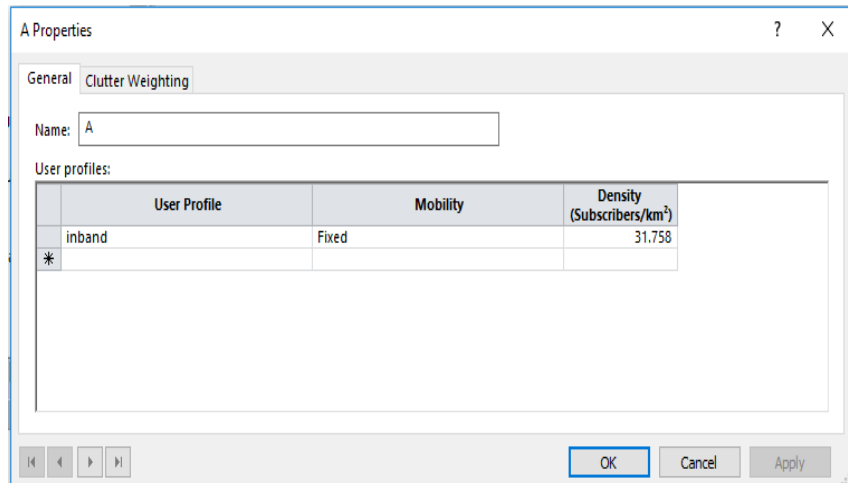 A Properties ? X
General Clutter Weighting
Name: A
User profiles:
User Profile Mobility Density (Subscribers/km²)
inband Fixed 31.758
*
OK Cancel Apply